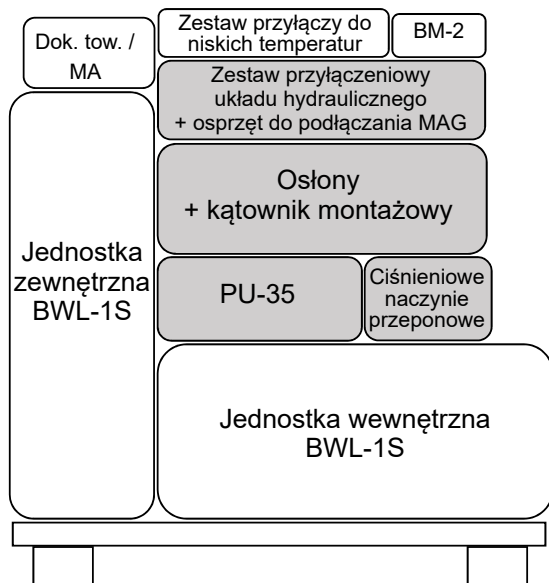 Dok. tow. /
MA
Zestaw przyłączy do
niskich temperatur
BM-2
Zestaw przyłączeniowy
układu hydraulicznego
+ osprzęt do podłączania MAG
Osłony
+ kątownik montażowy
Jednostka
zewnętrzna
BWL-1S
PU-35
Ciśnieniowe
naczynie
przeponowe
Jednostka wewnętrzna
BWL-1S